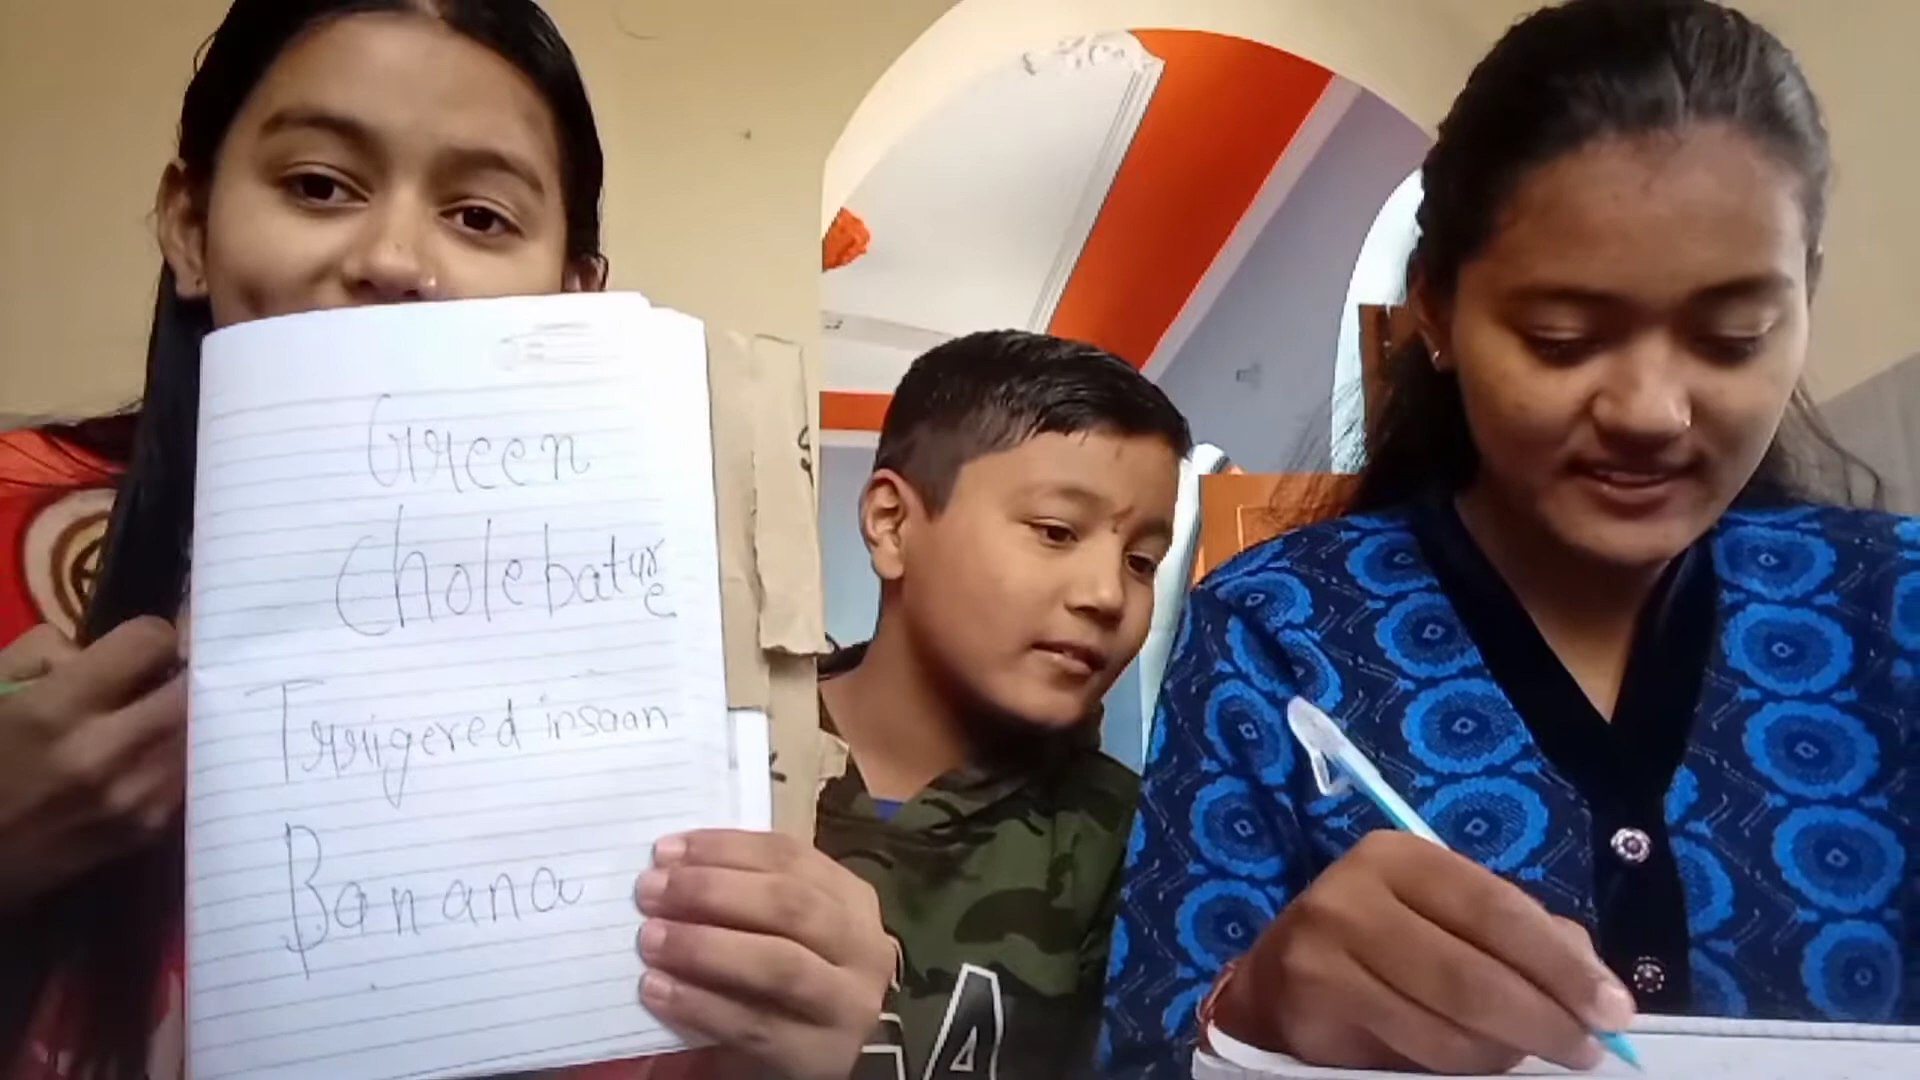 Green
Cholebature
Trrigered insaan
Banana
A